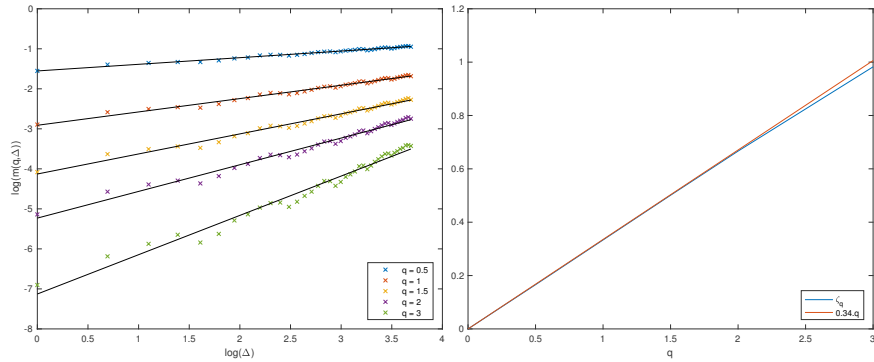 0
-1
-2
-3
-4
-5
-6
-7
-8
log(m(q,Δ))
0 0.5 1 1.5 2 2.5 3 3.5 4
log(Δ)
q = 0.5
q = 1
q = 1.5
q = 2
q = 3
1.2
1
0.8
0.6
0.4
0.2
0
0 0.5 1 1.5 2 2.5 3
q
ζq
0.34.q